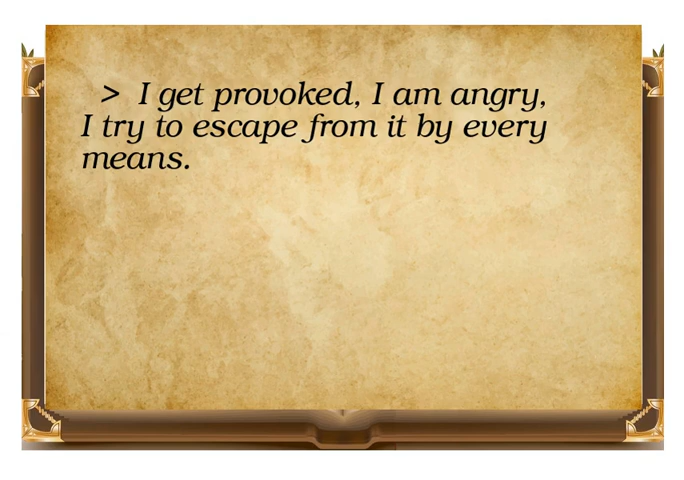 > I get provoked, I am angry,
I try to escape from it by every
means.